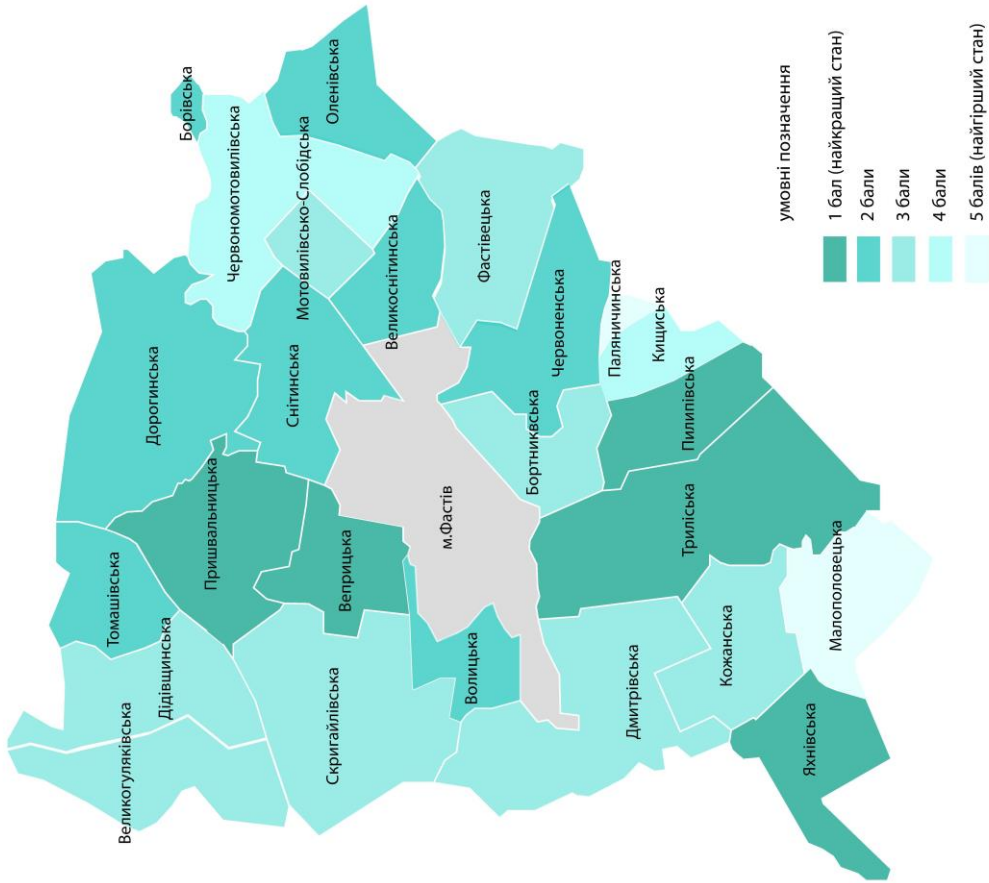 Борівська
Оленівська
Червономотовилівська
Мотовилівсько-Слобідська
Дорогинська
Снітинська
Великоснітинська
Фастівецька
Томашівська
Пришвальницька
Веприцька
м.Фастів
Бортниквська
Червоненська
Паляничинська
Кищиська
Пилипівська
Дідівщинська
Великогуляківська
Скригайлівська
Волицька
Дмитрівська
Триліська
Кожанська
Малополовецька
Яхнівська
умовні позначення
1 бал (найкращий стан)
2 бали
3 бали
4 бали
5 балів (найгірший стан)